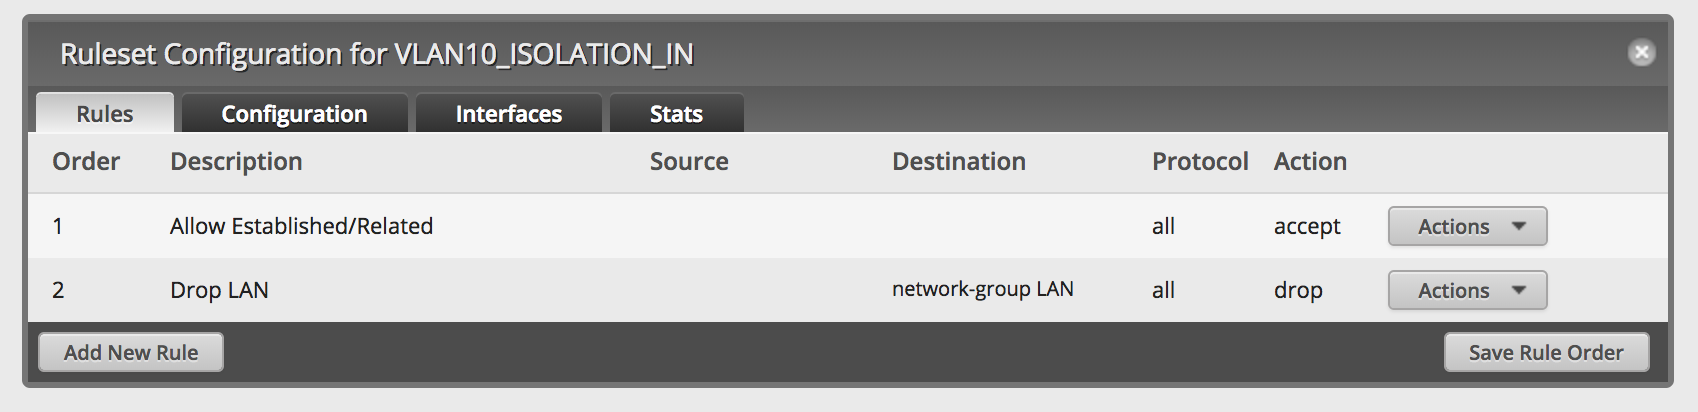 Ruleset Configuration for VLAN10_ISOLATION_IN
Rules Configuration Interfaces Stats
Order Description Source Destination Protocol Action
1 Allow Established/Related all accept Actions
2 Drop LAN network-group LAN all drop Actions
Add New Rule Save Rule Order